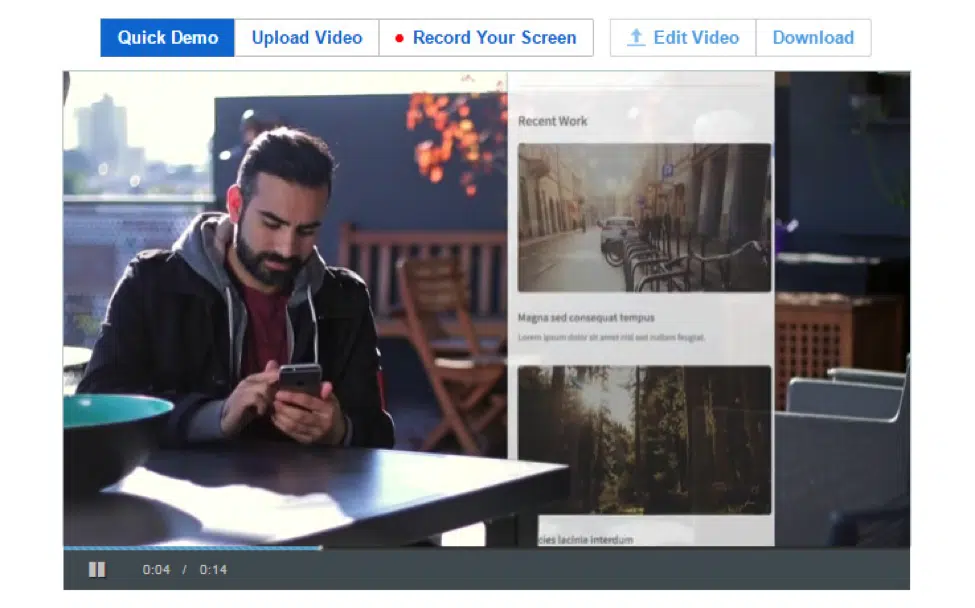 Quick Demo
Upload Video
Record Your Screen
Edit Video
Download
Recent Work
P
Magna sed consequat tempus
Lorem ipsum dolor sit amet nisl sed nullam feugiat.
cies lacinia interdum
0:04 / 0:14